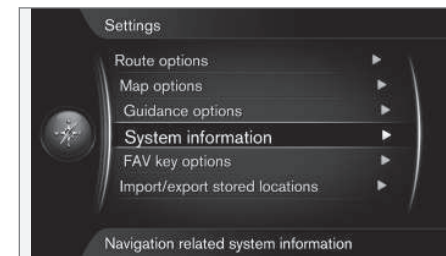 Settings
Route options
Map options
Guidance options
System information
FAV key options
Import/export stored locations
Navigation related system information